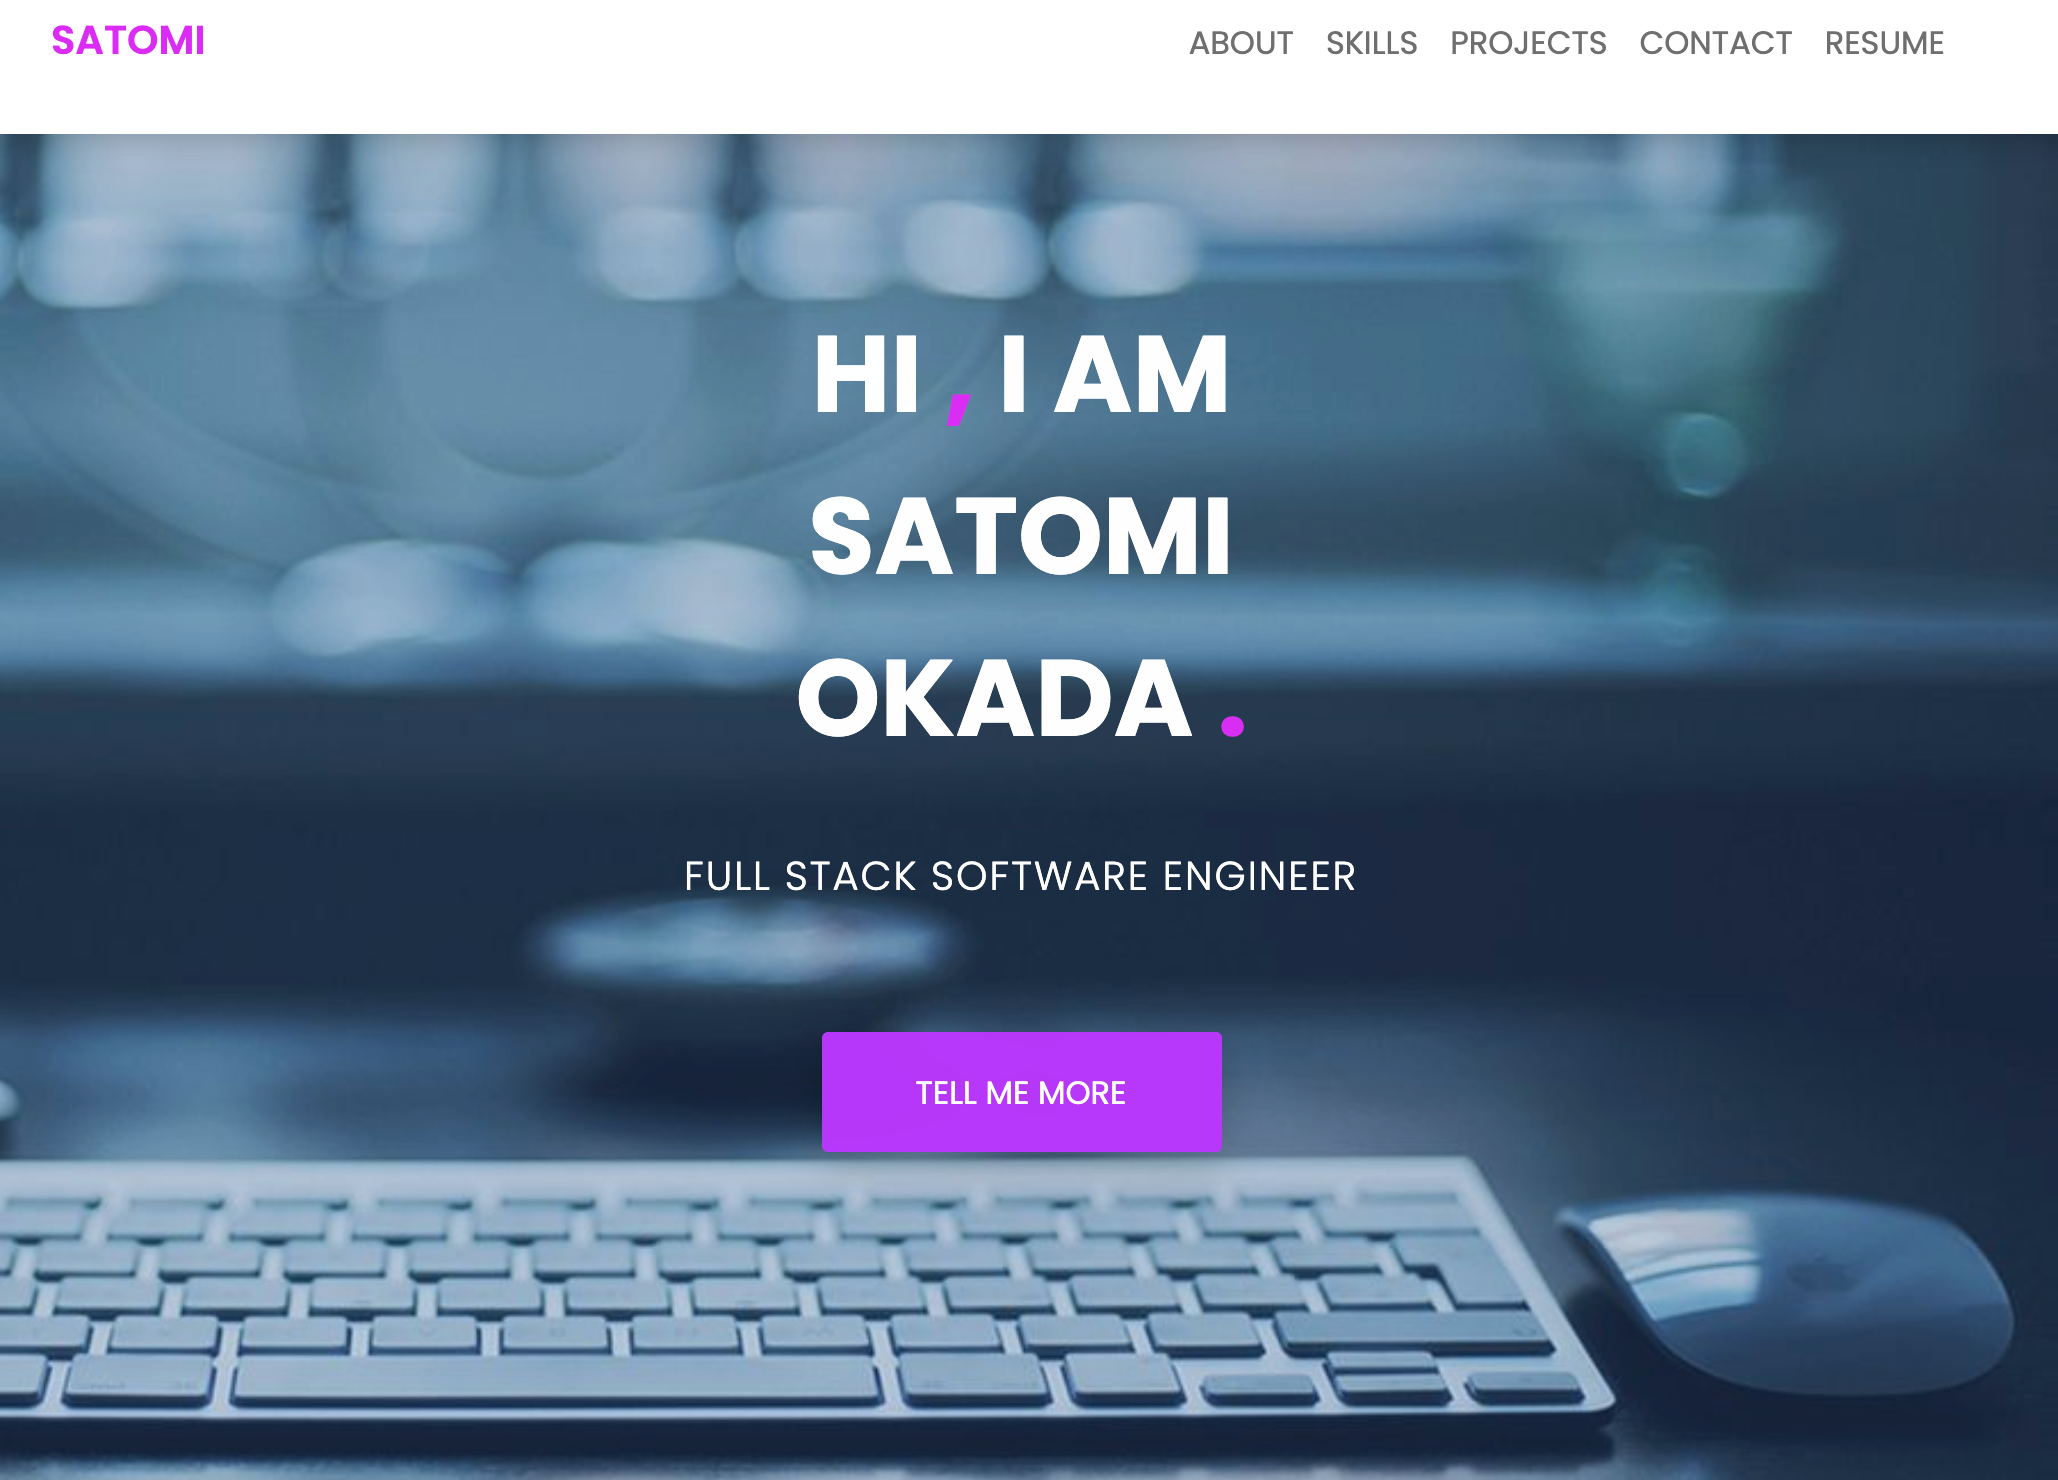 SATOMI
ABOUT SKILLS PROJECTS CONTACT RESUME
HI , I AM
SATOMI
OKADA .
FULL STACK SOFTWARE ENGINEER
TELL ME MORE